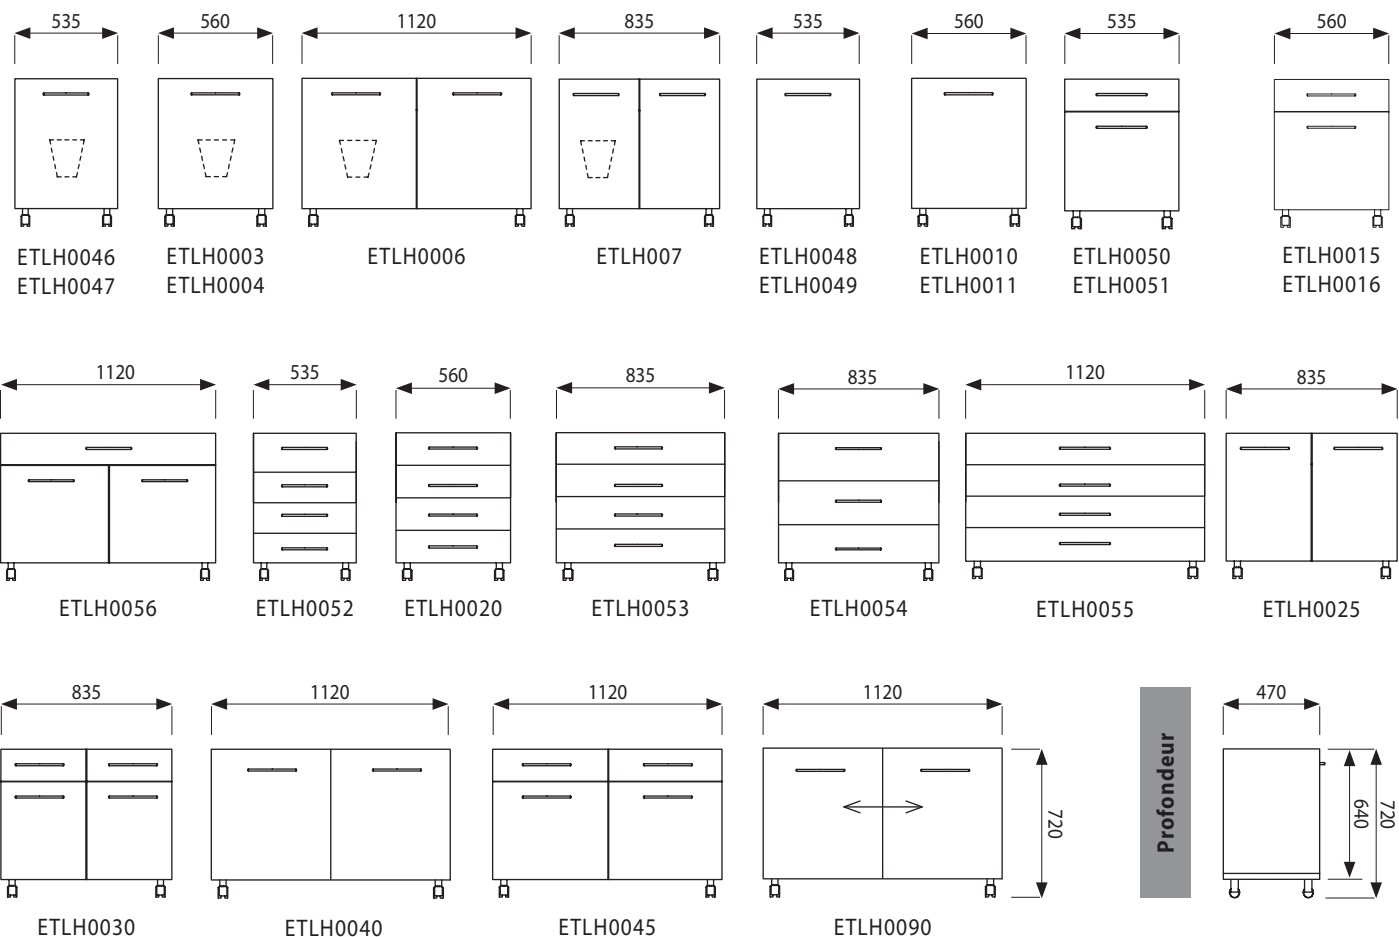 535 560 1120 835 535 560 535 560
ETLH0046 ETLH0003 ETLH0006 ETLH007 ETLH0048 ETLH0010 ETLH0050 ETLH0015
ETLH0047 ETLH0004 ETLH0049 ETLH0011 ETLH0051 ETLH0016
1120 535 560 835 835 1120 835
ETLH0056 ETLH0052 ETLH0020 ETLH0053 ETLH0054 ETLH0055 ETLH0025
835 1120 1120 1120 470
720 Profondeur 640 720
ETLH0030 ETLH0040 ETLH0045 ETLH0090